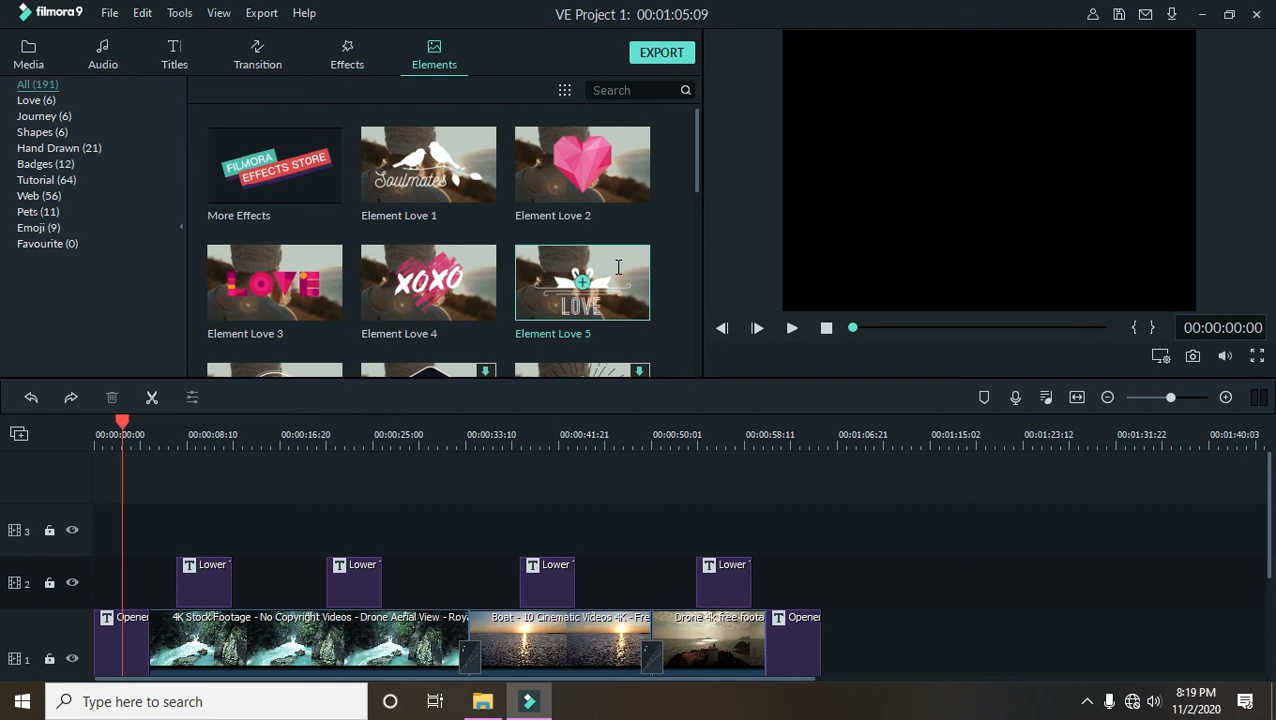 filmora9 File Edit Tools View Export Help VE Project 1: 00:01:05:09
Media Audio Titles Transition Effects Elements EXPORT
All (191)
Love (6)
Journey (6)
Shapes (6)
Hand Drawn (21)
Badges (12)
Tutorial (64)
Web (56)
Pets (11)
Emoji (9)
Favourite (0)
Search
FILMORA
EFFECTS STORE
Soulmates
More Effects Element Love 1 Element Love 2
LOVE XOXO LOVE
Element Love 3 Element Love 4 Element Love 5
{ } 00:00:00:00
00:00:00:00 00:00:08:10 00:00:16:20 00:00:25:00 00:00:33:10 00:00:41:21 00:00:50:01 00:00:58:11 00:01:06:21 00:01:15:02 00:01:23:12 00:01:31:22 00:01:40:03
3
2 T Lower T Lower T Lower T Lower
1 T Opener 4K Stock Footage - No Copyright Videos - Drone Aerial View - Roya Boat - 10 Cinematic Videos 4K - Fre Drone 4K free foota T Opener
Type here to search
8:19 PM
11/2/2020